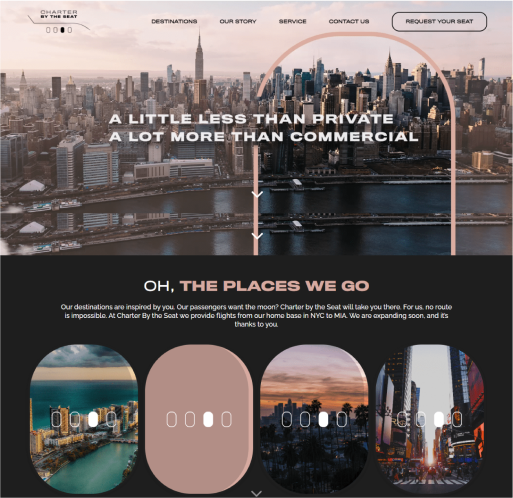 CHARTER
BY THE SEAT
DESTINATIONS OUR STORY SERVICE CONTACT US REQUEST YOUR SEAT
A LITTLE LESS THAN PRIVATE
A LOT MORE THAN COMMERCIAL
OH, THE PLACES WE GO
Our destinations are inspired by you. Our passengers want the moon? Charter by the Seat will take you there. For us, no route
is impossible. At Charter By the Seat we provide flights from our home base in NYC to MIA. We are expanding soon, and it's
thanks to you.